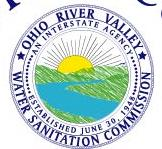 OHIO RIVER VALLEY
AN INTERSTATE AGENCY
ESTABLISHED JUNE 30, 1948
WATER SANITATION COMMISSION